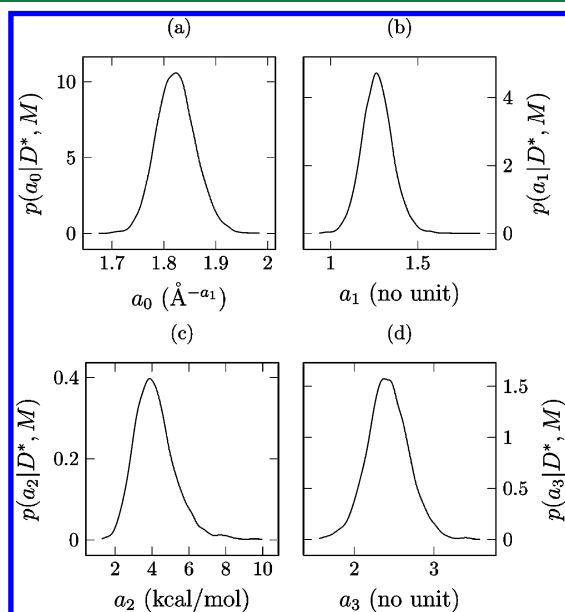 (a)
(b)
p(a₀|D*, M)
10
5
0
1.7 1.8 1.9 2
a₀ (Å⁻ᵃ₁)
4
2
0
p(a₁|D*, M)
1 1.5
a₁ (no unit)
(c)
(d)
p(a₂|D*, M)
0.4
0.2
0
2 4 6 8 10
a₂ (kcal/mol)
1.5
1
0.5
0
p(a₃|D*, M)
2 3
a₃ (no unit)